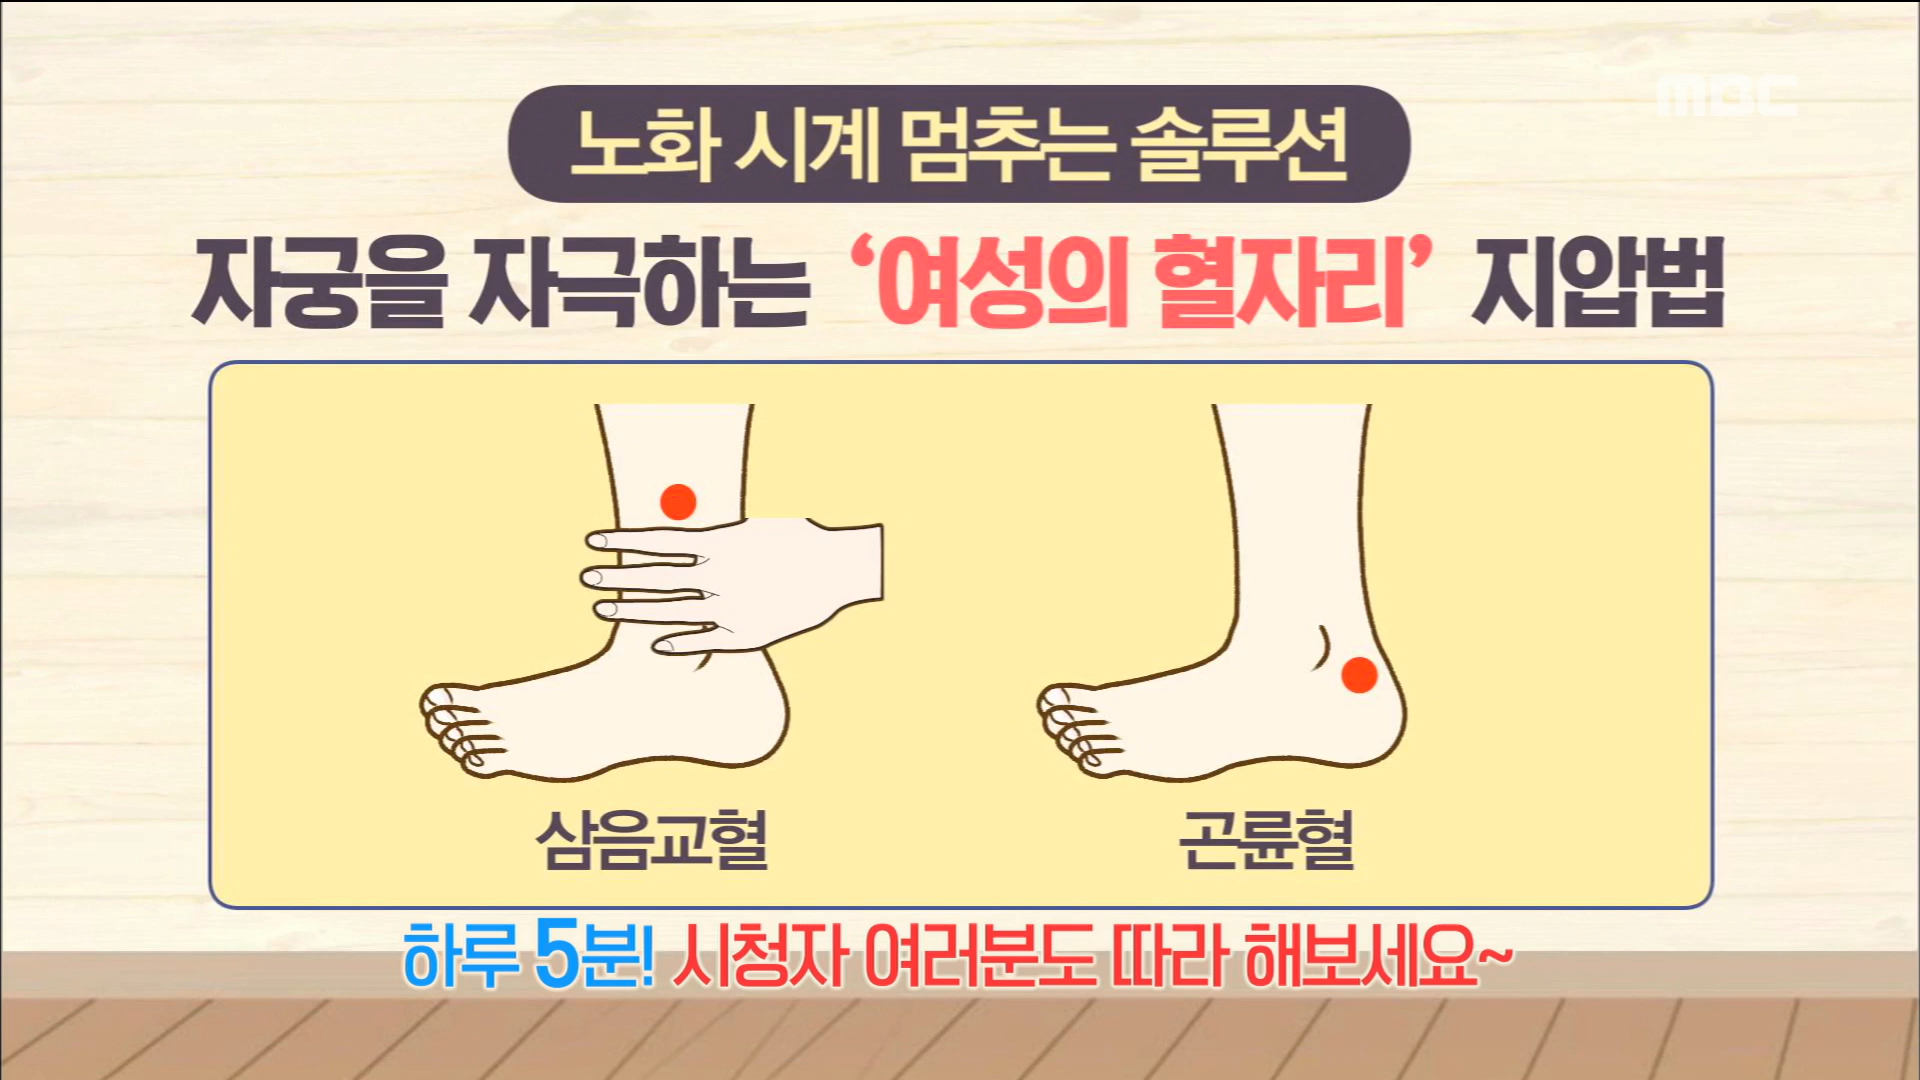 MBC
노화 시계 멈추는 솔루션
자궁을 자극하는 ‘여성의 혈자리’ 지압법
삼음교혈
곤륜혈
하루 5분! 시청자 여러분도 따라 해보세요~